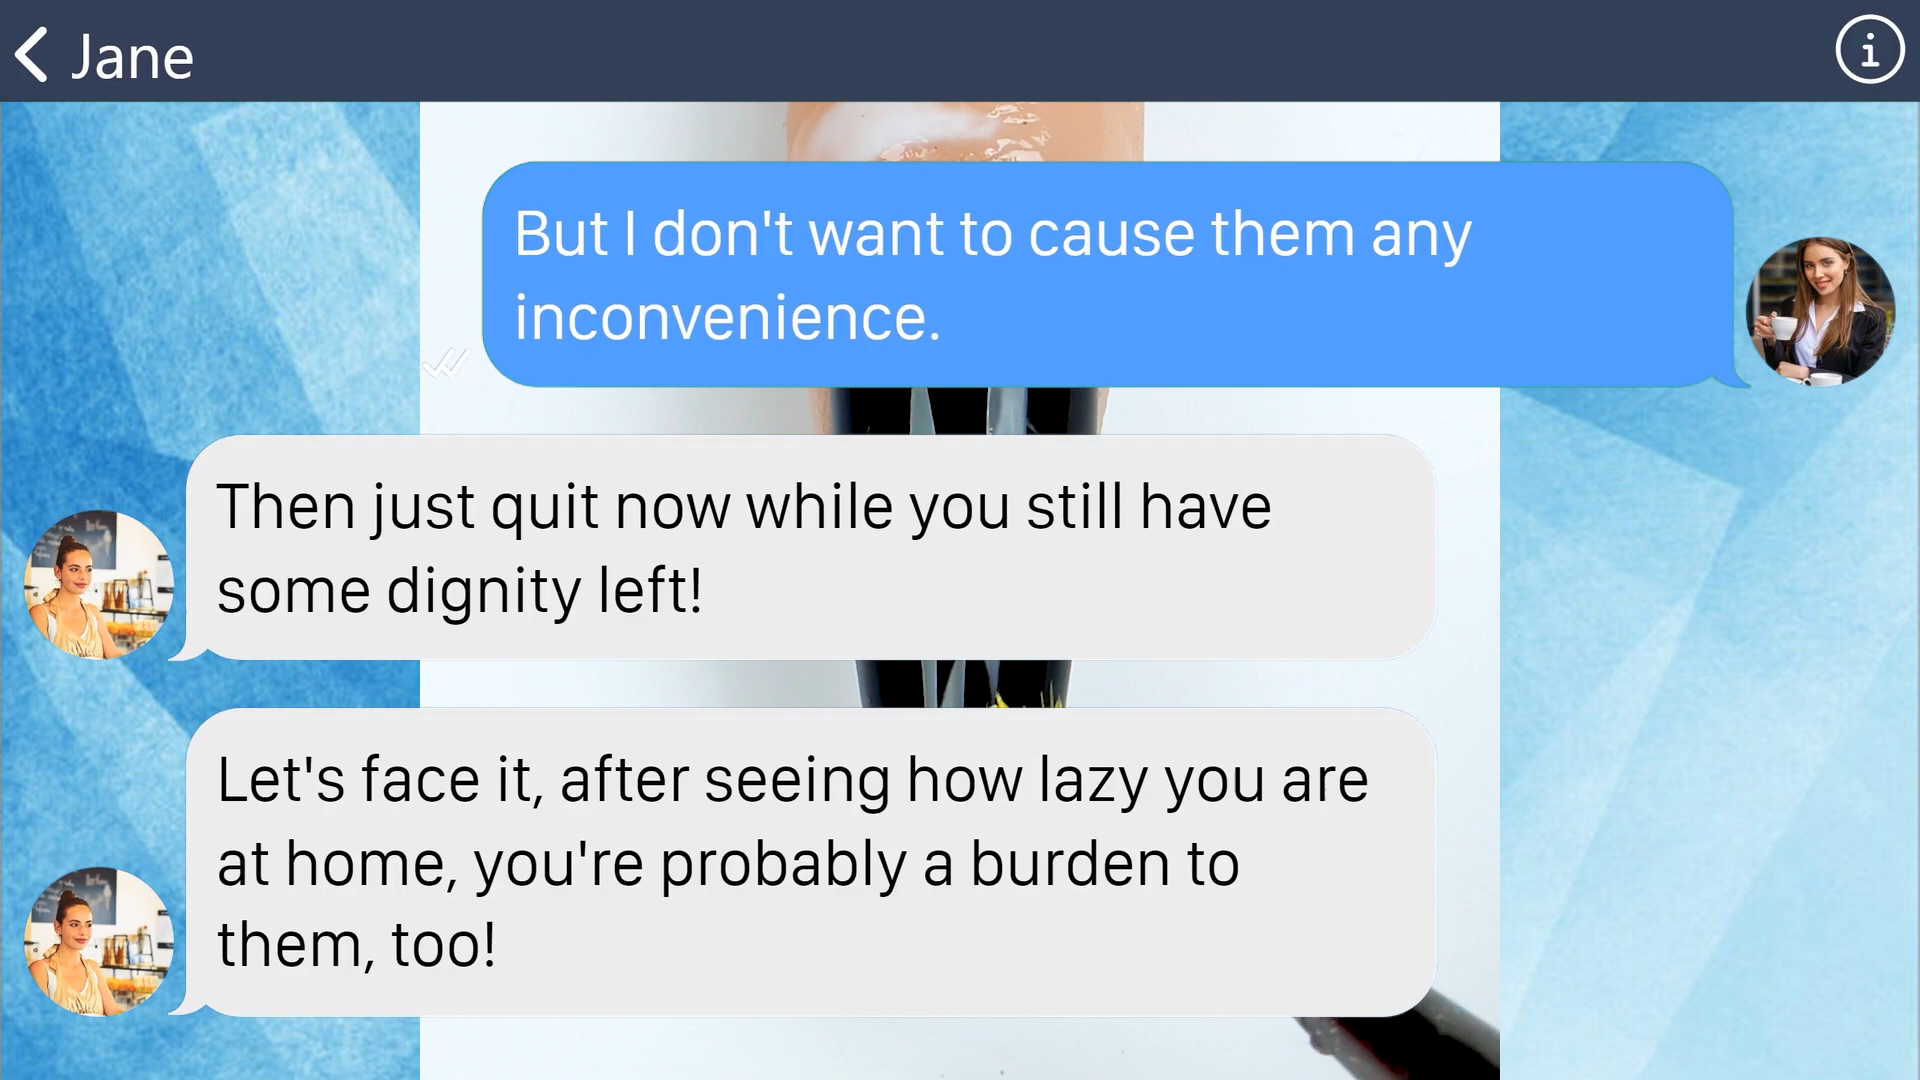 Jane
But I don't want to cause them any
inconvenience.
Then just quit now while you still have
some dignity left!
Let's face it, after seeing how lazy you are
at home, you're probably a burden to
them, too!